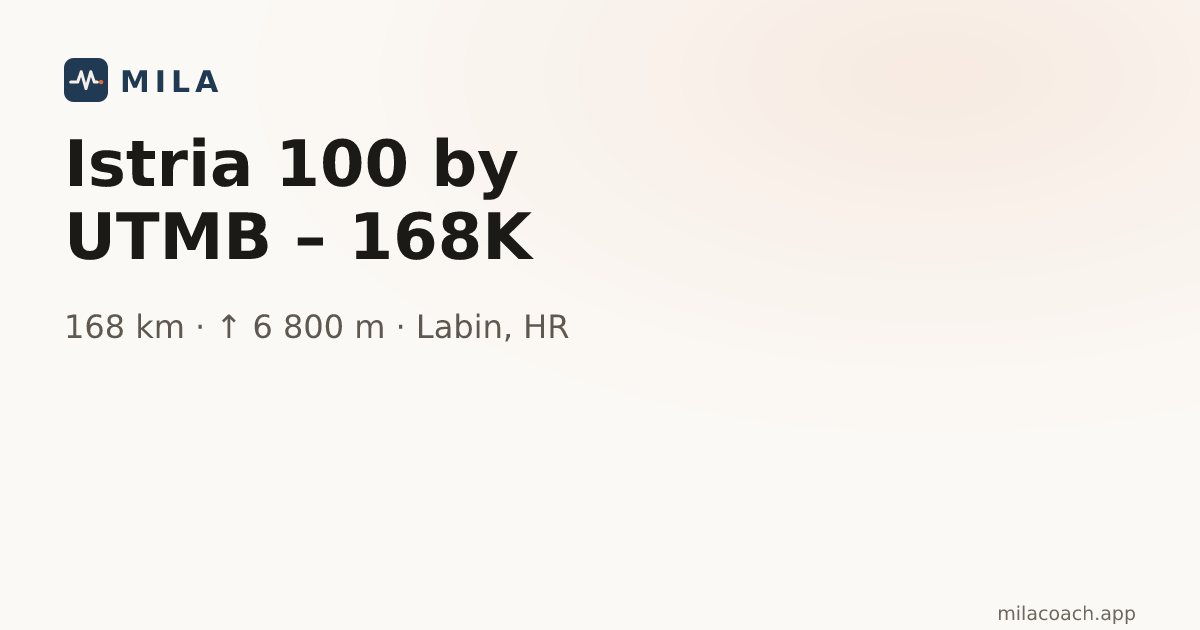 MILA
Istria 100 by
UTMB – 168K
168 km · ↑ 6 800 m · Labin, HR
milacoach.app